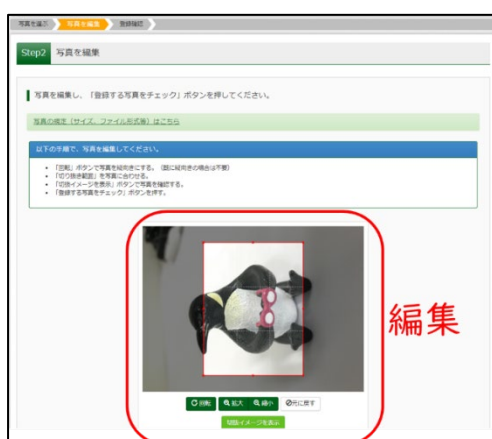 写真を選ぶ 写真を編集 登録確認
Step2 写真を編集
写真を編集し、「登録する写真をチェック」ボタンを押してください。
写真の規定（サイズ、ファイル形式等）はこちら
以下の手順で、写真を編集してください。
・「回転」ボタンで写真を縦向きにする。（既に縦向きの場合は不要）
・「切り抜き範囲」を写真に合わせる。
・「切抜イメージを表示」ボタンで写真を確認する。
・「登録する写真をチェック」ボタンを押す。
編集
回転 拡大 縮小 元に戻す
切抜イメージを表示